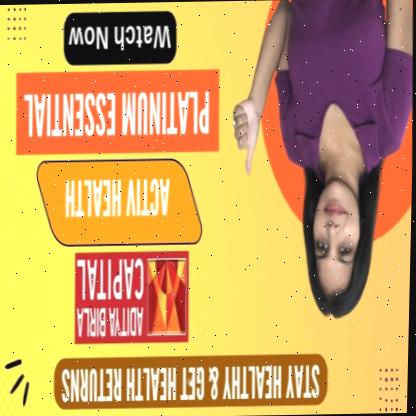 STAY HEALTHY & GET HEALTH RETURNS
ADITYA BIRLA
CAPITAL
ACTIV HEALTH
PLATINUM ESSENTIAL
Watch Now